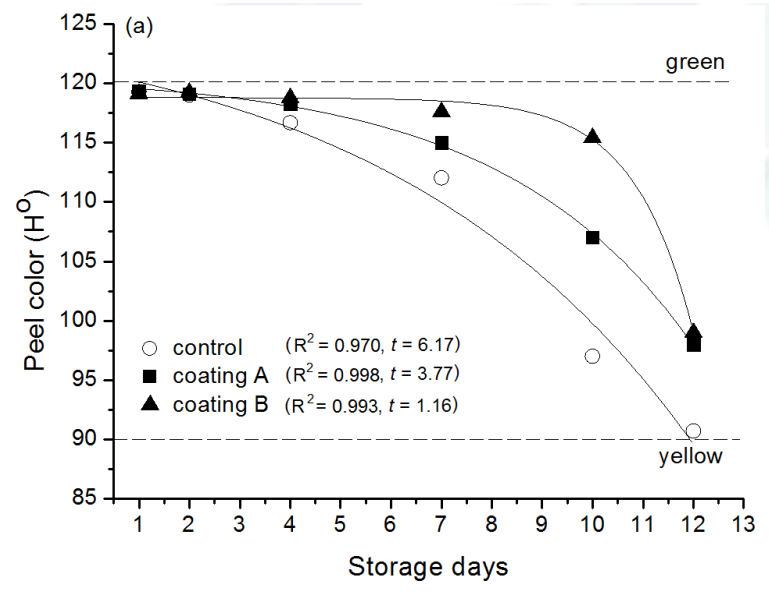 (a)
125
120
115
110
105
100
95
90
85
Peel color (Hº)
green
yellow
control (R² = 0.970, t = 6.17)
coating A (R² = 0.998, t = 3.77)
coating B (R² = 0.993, t = 1.16)
1 2 3 4 5 6 7 8 9 10 11 12 13
Storage days